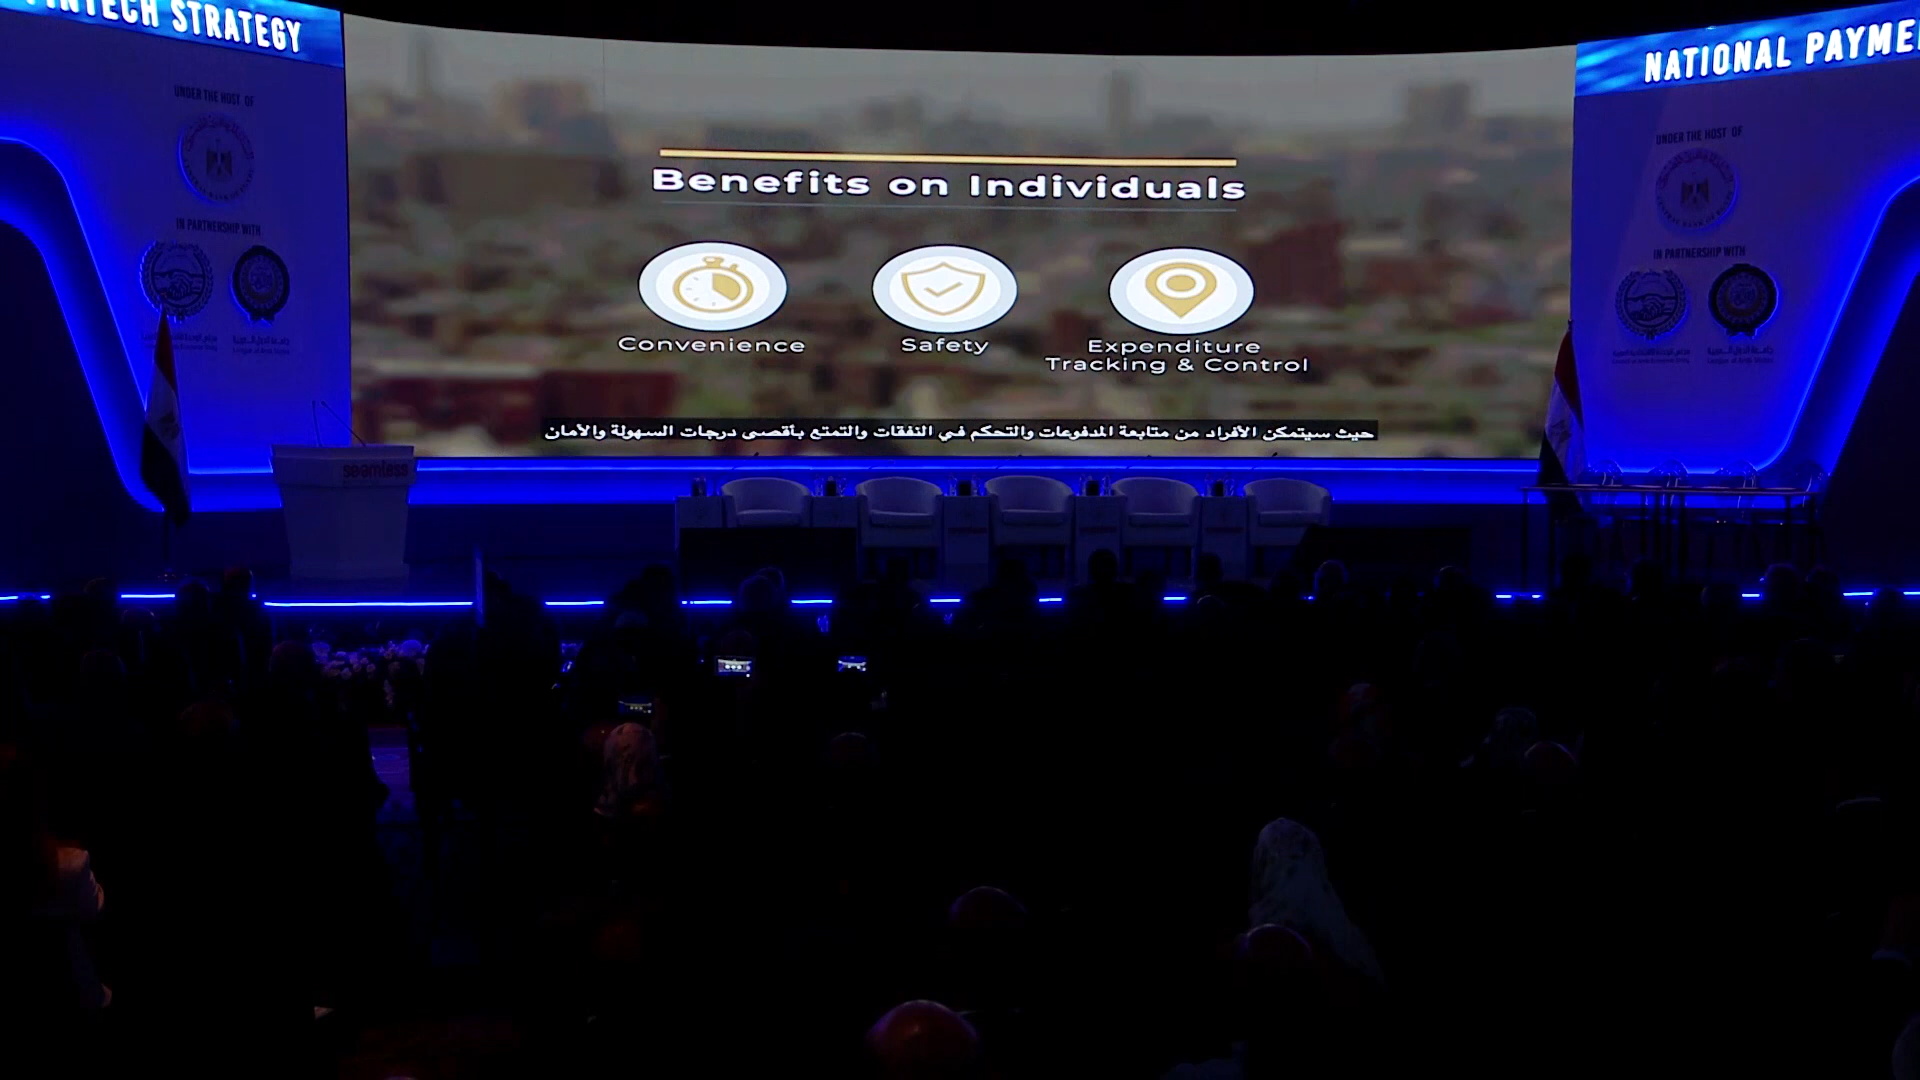 FINTECH STRATEGY
NATIONAL PAYME
UNDER THE HOST OF
IN PARTNERSHIP WITH
Benefits on Individuals
Convenience
Safety
Expenditure
Tracking & Control
حيث سيتمكن الأفراد من متابعة المدفوعات والتحكم في النفقات والتمتع بأقصى درجات السهولة والأمان
seamless
UNDER THE HOST OF
IN PARTNERSHIP WITH